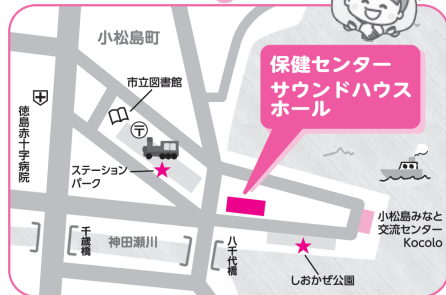 小松島町
市立図書館
徳島赤十字病院
ステーション
パーク
保健センター
サウンドハウス
ホール
千歳橋
神田瀬川
八千代橋
しおかぜ公園
小松島みなと
交流センター
Kocolo